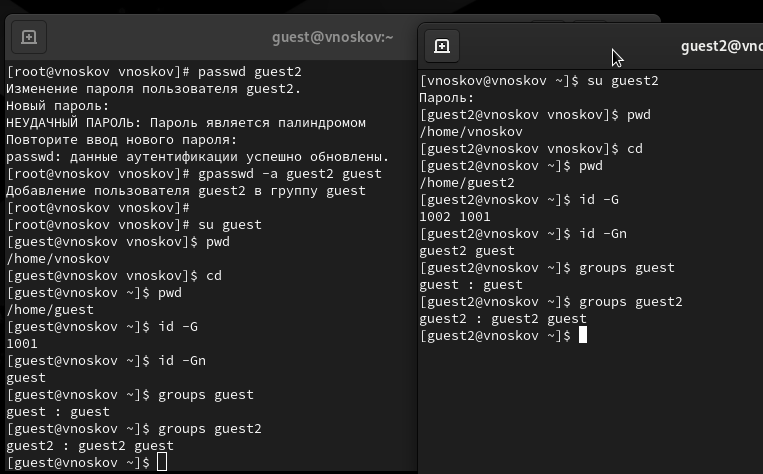 guest@vnoskov:~
[root@vnoskov vnoskov]# passwd guest2
Изменение пароля пользователя guest2.
Новый пароль:
НЕУДАЧНЫЙ ПАРОЛЬ: Пароль является палиндромом
Повторите ввод нового пароля:
passwd: данные аутентификации успешно обновлены.
[root@vnoskov vnoskov]# gpasswd -a guest2 guest
Добавление пользователя guest2 в группу guest
[root@vnoskov vnoskov]#
[root@vnoskov vnoskov]# su guest
[guest@vnoskov vnoskov]$ pwd
/home/vnoskov
[guest@vnoskov vnoskov]$ cd
[guest@vnoskov ~]$ pwd
/home/guest
[guest@vnoskov ~]$ id -G
1001
[guest@vnoskov ~]$ id -Gn
guest
[guest@vnoskov ~]$ groups guest
guest : guest
[guest@vnoskov ~]$ groups guest2
guest2 : guest2 guest
[guest@vnoskov ~]$
guest2@vno
[vnoskov@vnoskov ~]$ su guest2
Пароль:
[guest2@vnoskov vnoskov]$ pwd
/home/vnoskov
[guest2@vnoskov vnoskov]$ cd
[guest2@vnoskov ~]$ pwd
/home/guest2
[guest2@vnoskov ~]$ id -G
1002 1001
[guest2@vnoskov ~]$ id -Gn
guest2 guest
[guest2@vnoskov ~]$ groups guest
guest : guest
[guest2@vnoskov ~]$ groups guest2
guest2 : guest2 guest
[guest2@vnoskov ~]$